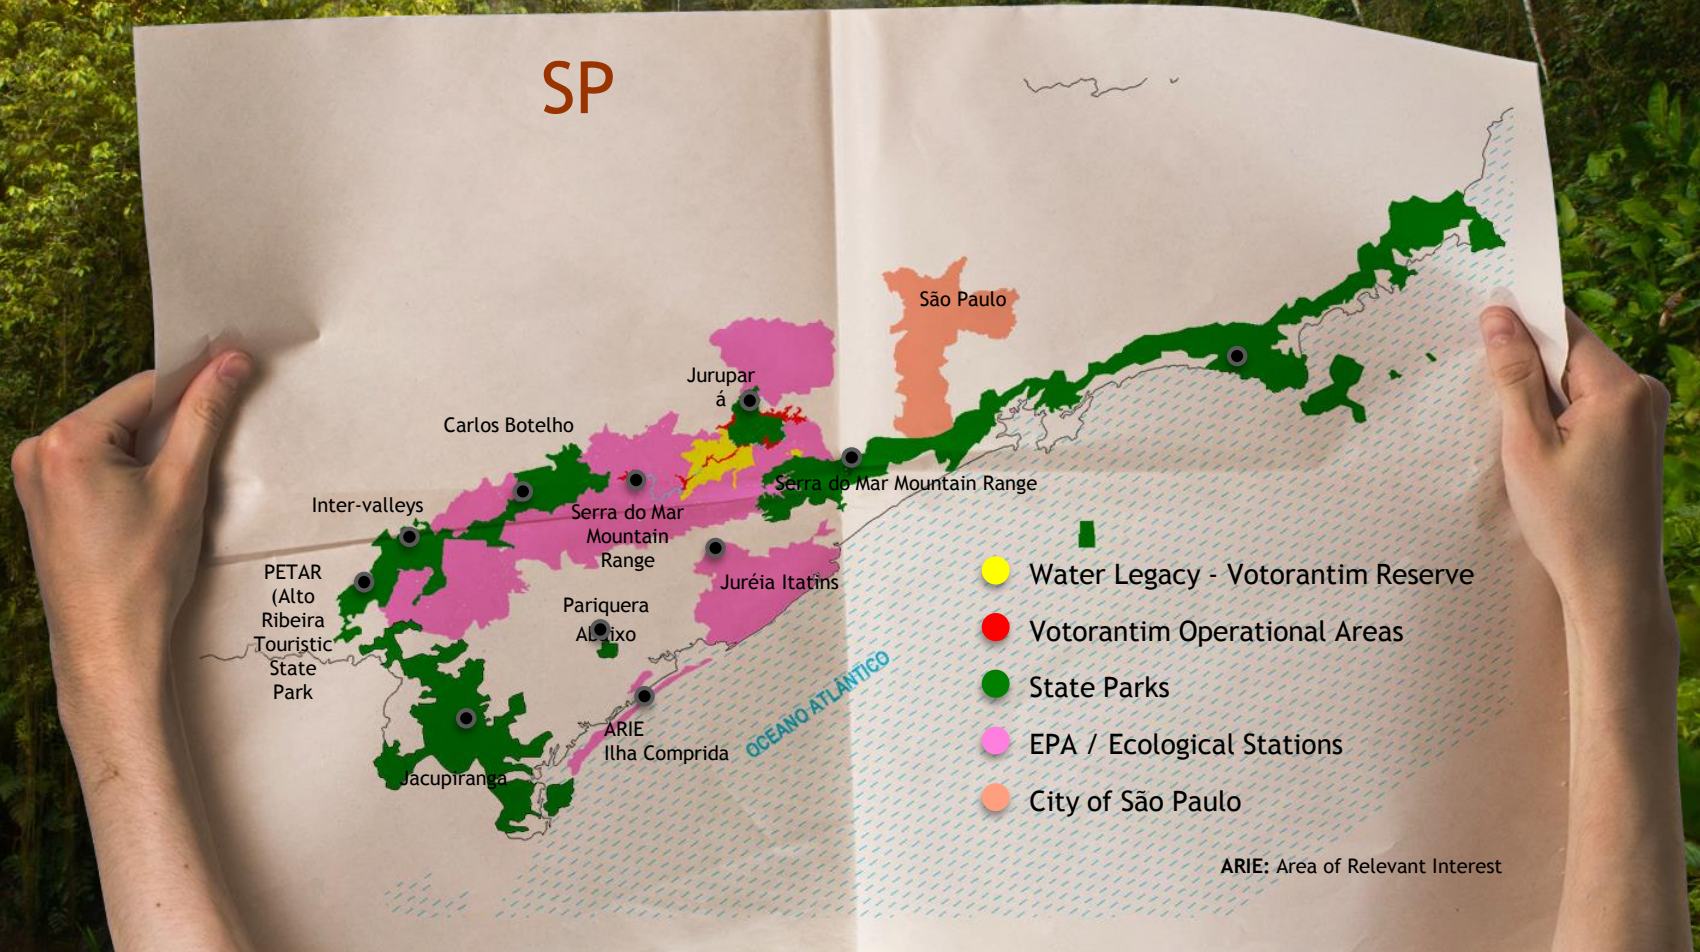 SP
São Paulo
Jurupar
á
Carlos Botelho
Inter-valleys
Serra do Mar Mountain Range
Serra do Mar
Mountain
Range
PETAR
(Alto
Ribeira
Touristic
State
Park
Juréia Itatins
Pariquera
Abaixo
ARIE
Ilha Comprida
Jacupiranga
OCEANO ATLÂNTICO
Water Legacy - Votorantim Reserve
Votorantim Operational Areas
State Parks
EPA / Ecological Stations
City of São Paulo
ARIE: Area of Relevant Interest